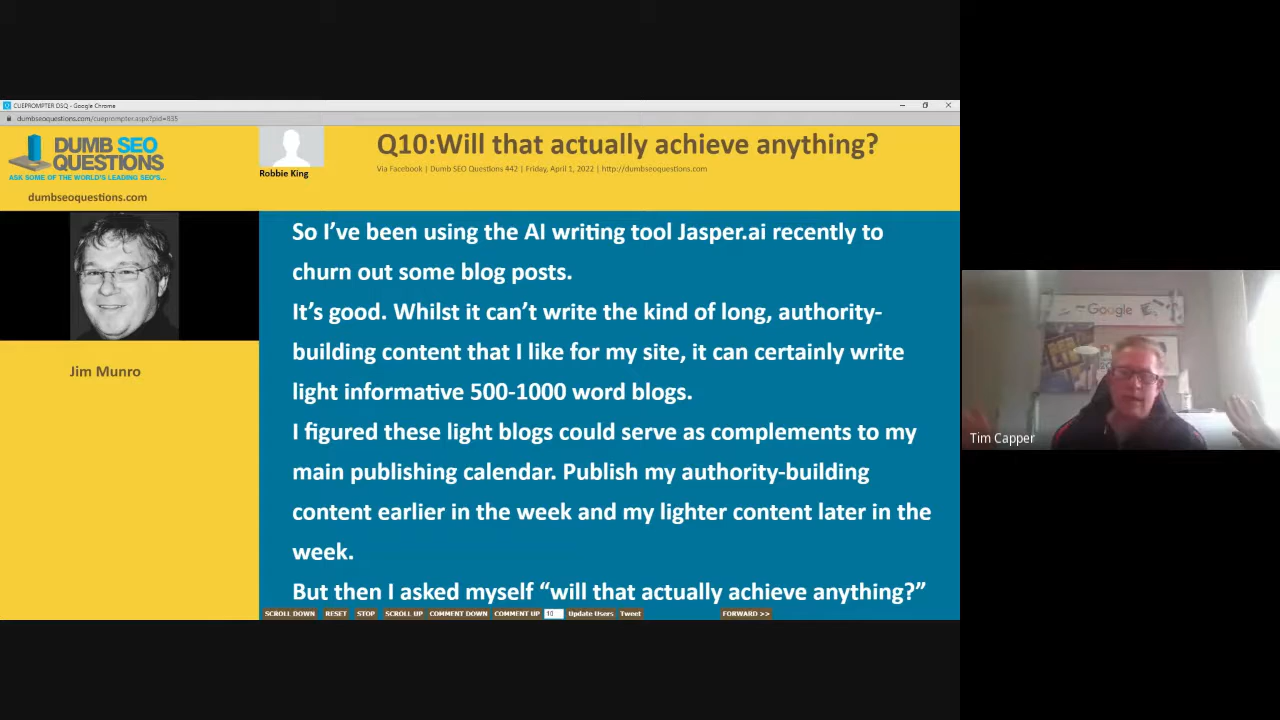 CUEPROMPTER DSQ - Google Chrome
dumbseoquestions.com/cueprompter.aspx?pid=835
DUMB SEO
QUESTIONS
ASK SOME OF THE WORLD'S LEADING SEO'S...
dumbseoquestions.com
Robbie King
Q10:Will that actually achieve anything?
Via Facebook | Dumb SEO Questions 442 | Friday, April 1, 2022 | http://dumbseoquestions.com
Jim Munro
So I've been using the AI writing tool Jasper.ai recently to
churn out some blog posts.
It's good. Whilst it can't write the kind of long, authority-
building content that I like for my site, it can certainly write
light informative 500-1000 word blogs.
I figured these light blogs could serve as complements to my
main publishing calendar. Publish my authority-building
content earlier in the week and my lighter content later in the
week.
But then I asked myself “will that actually achieve anything?”
SCROLL DOWN RESET STOP SCROLL UP COMMENT DOWN COMMENT UP 10 Update Users Tweet FORWARD >>
Google
Tim Capper